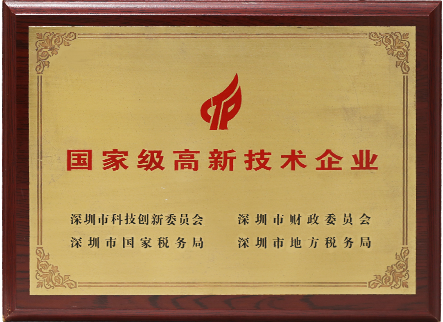 国家级高新技术企业
深圳市科技创新委员会 深圳市财政委员会
深圳市国家税务局 深圳市地方税务局